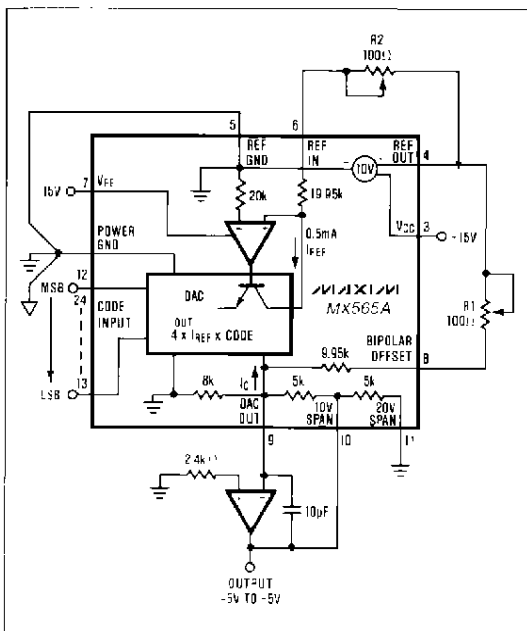 R2
100Ω
5
6
REF
GND
REF
IN
REF
OUT 4
10V
7
15V
VEE
20k
19.95k
VCC 3
-15V
0.5mA
IREF
POWER
GND
12
MSB
24
CODE
INPUT
DAC
MAXIM
MX565A
OUT
4 x IREF x CODE
R1
100Ω
BIPOLAR
OFFSET 8
9.95k
LSB
13
8k
IO
DAC
OUT
5k
10V
SPAN
5k
20V
SPAN
9
10
11
2.4k
10pF
OUTPUT
-5V TO -5V